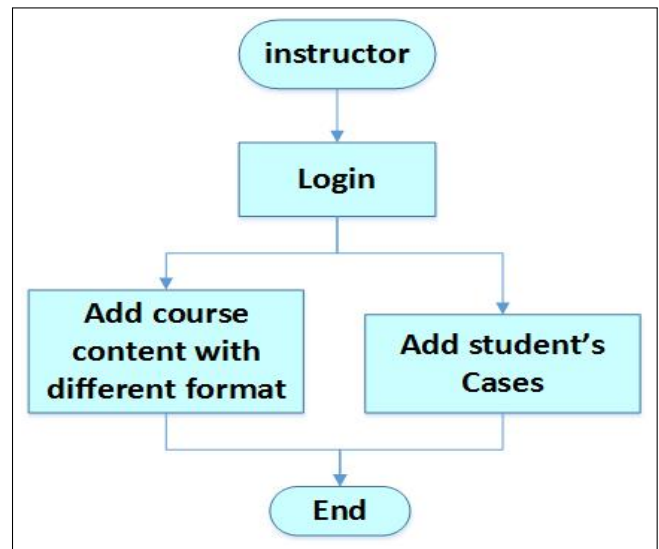 instructor
Login
Add course
content with
different format
Add student’s
Cases
End